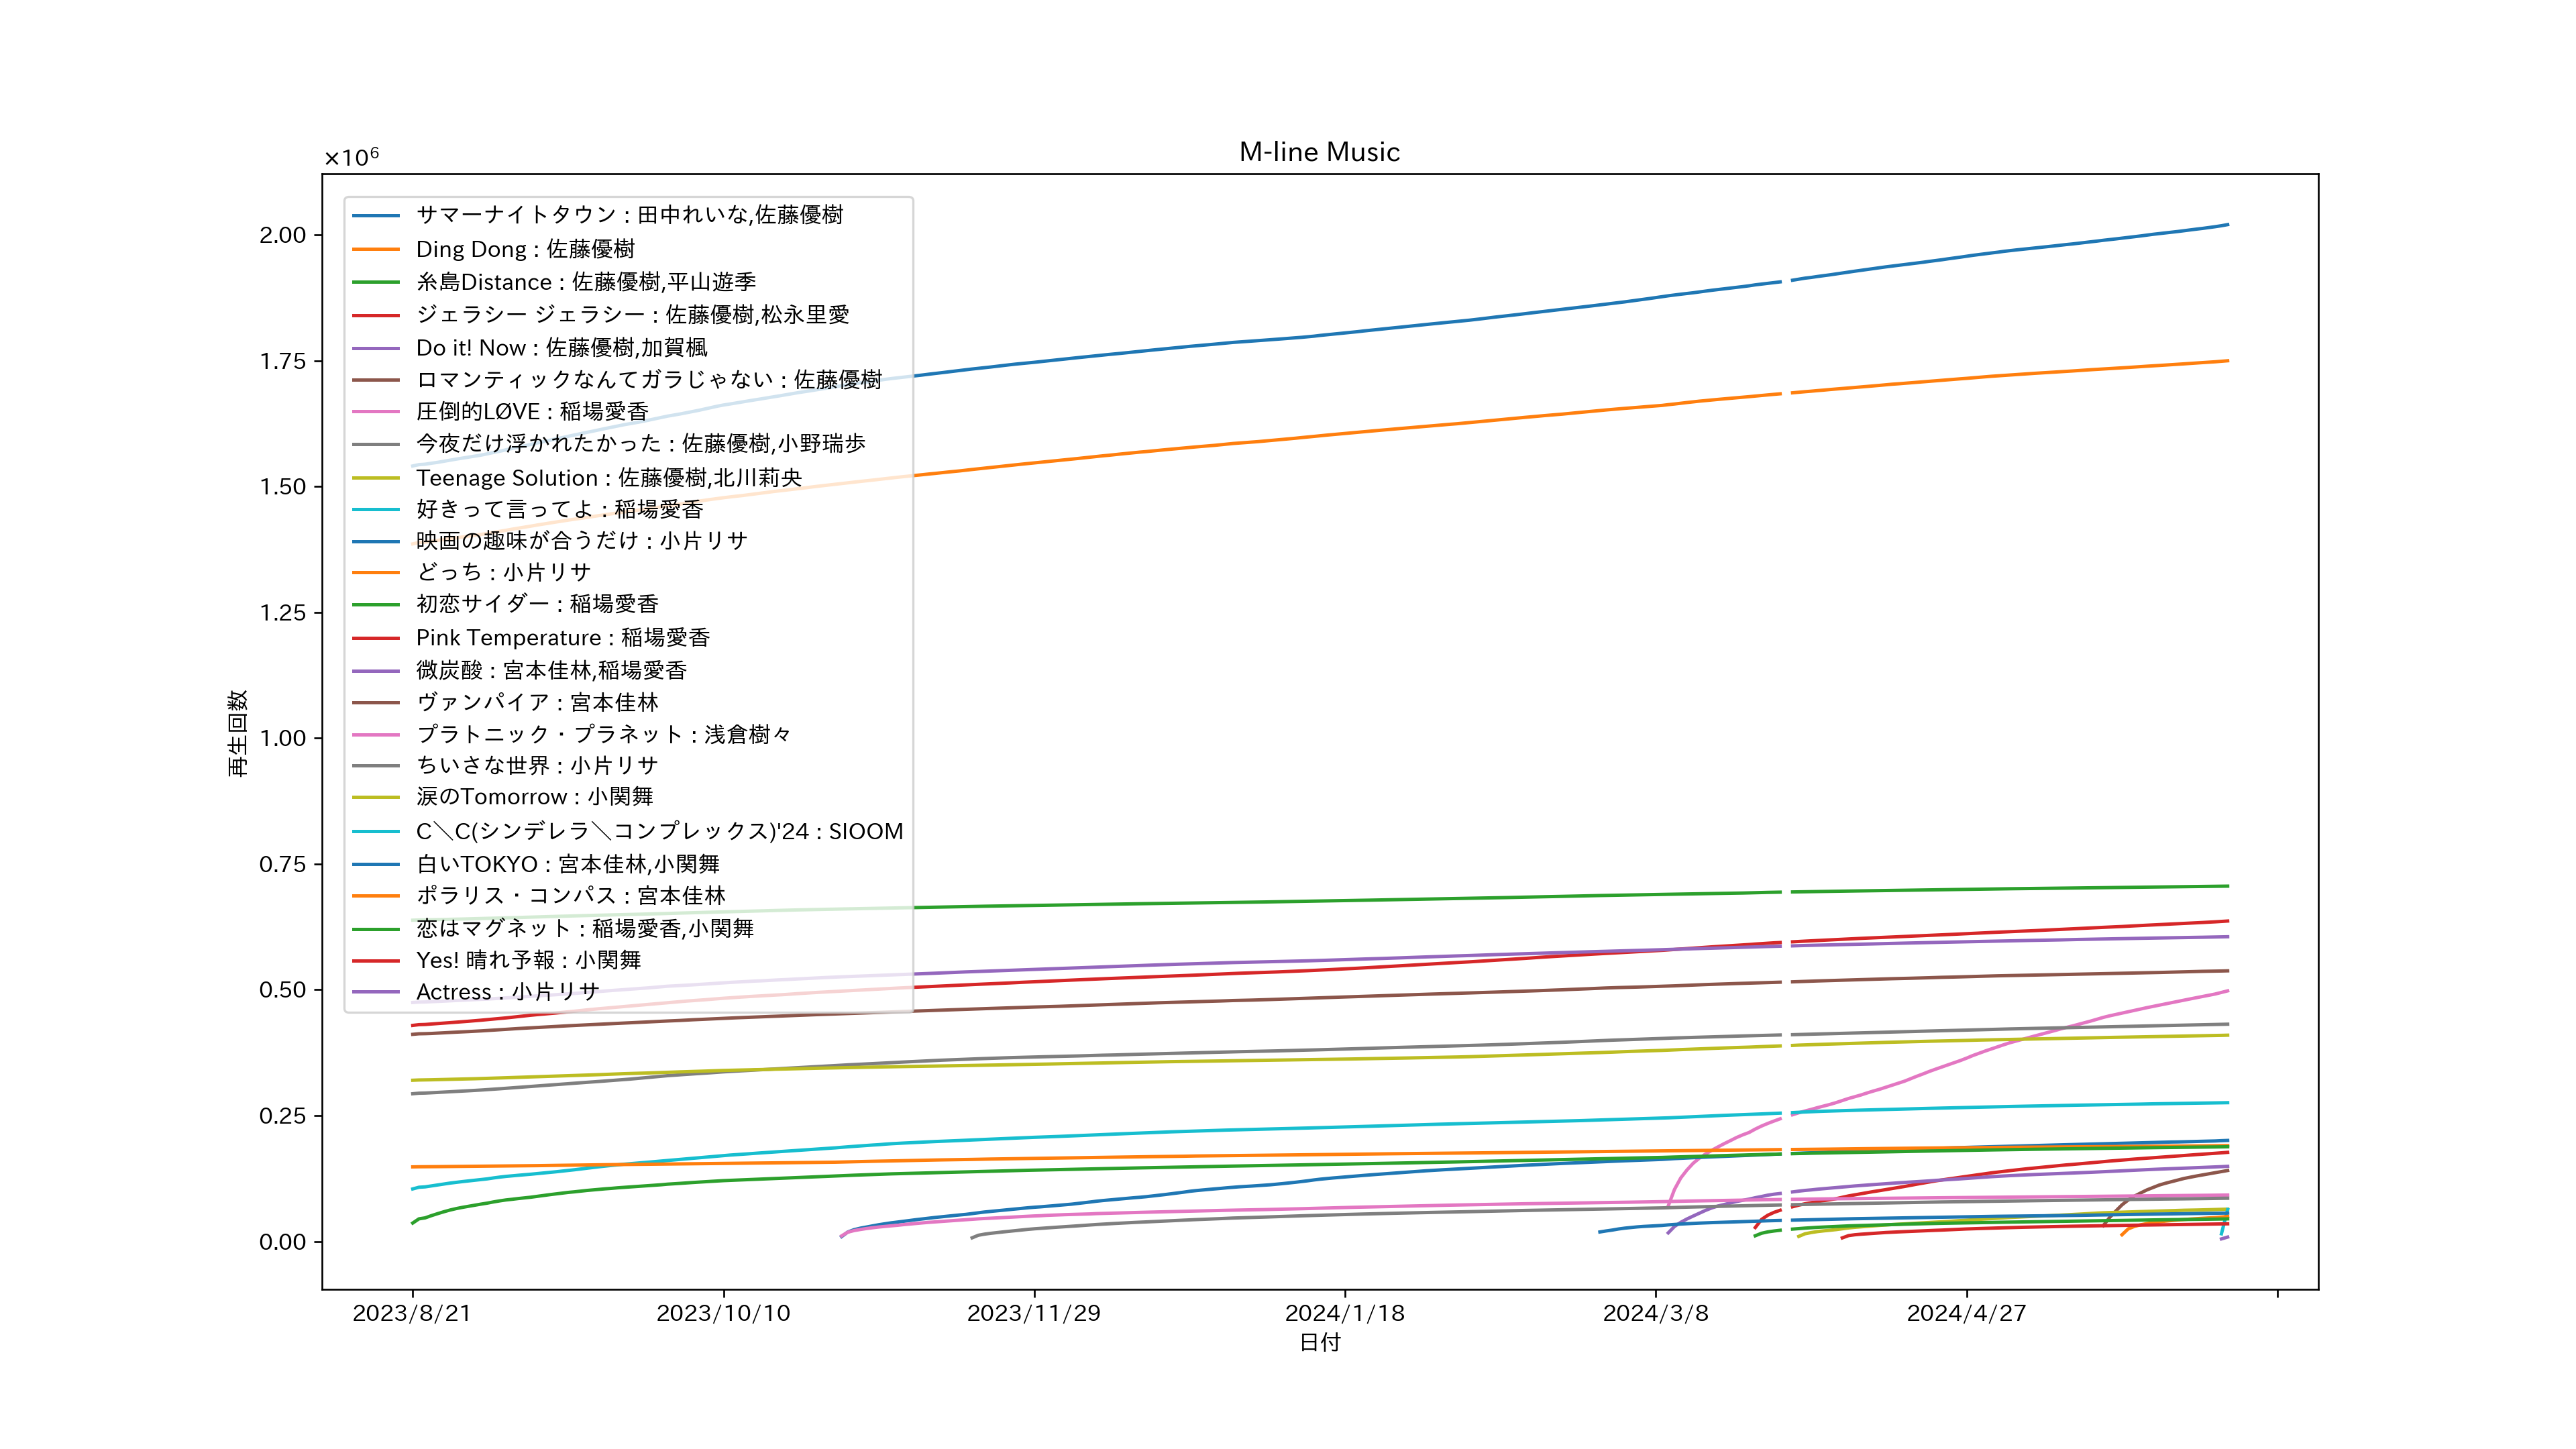 M-line Music
×10⁶
2.00
1.75
1.50
1.25
1.00
0.75
0.50
0.25
0.00
再生回数
サマーナイトタウン : 田中れいな,佐藤優樹
Ding Dong : 佐藤優樹
糸島Distance : 佐藤優樹,平山遊季
ジェラシー ジェラシー : 佐藤優樹,松永里愛
Do it! Now : 佐藤優樹,加賀楓
ロマンティックなんてガラじゃない : 佐藤優樹
圧倒的LØVE : 稲場愛香
今夜だけ浮かれたかった : 佐藤優樹,小野瑞歩
Teenage Solution : 佐藤優樹,北川莉央
好きって言ってよ : 稲場愛香
映画の趣味が合うだけ : 小片リサ
どっち : 小片リサ
初恋サイダー : 稲場愛香
Pink Temperature : 稲場愛香
微炭酸 : 宮本佳林,稲場愛香
ヴァンパイア : 宮本佳林
プラトニック・プラネット : 浅倉樹々
ちいさな世界 : 小片リサ
涙のTomorrow : 小関舞
C＼C(シンデレラ＼コンプレックス)'24 : SIOOM
白いTOKYO : 宮本佳林,小関舞
ポラリス・コンパス : 宮本佳林
恋はマグネット : 稲場愛香,小関舞
Yes! 晴れ予報 : 小関舞
Actress : 小片リサ
2023/8/21
2023/10/10
2023/11/29
2024/1/18
2024/3/8
2024/4/27
日付